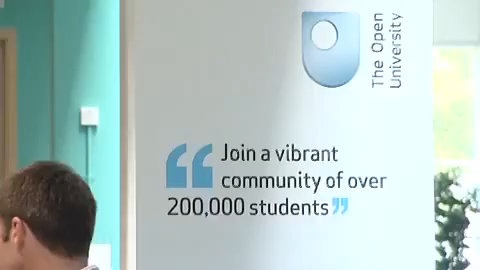 The Open
University
“Join a vibrant
community of over
200,000 students”